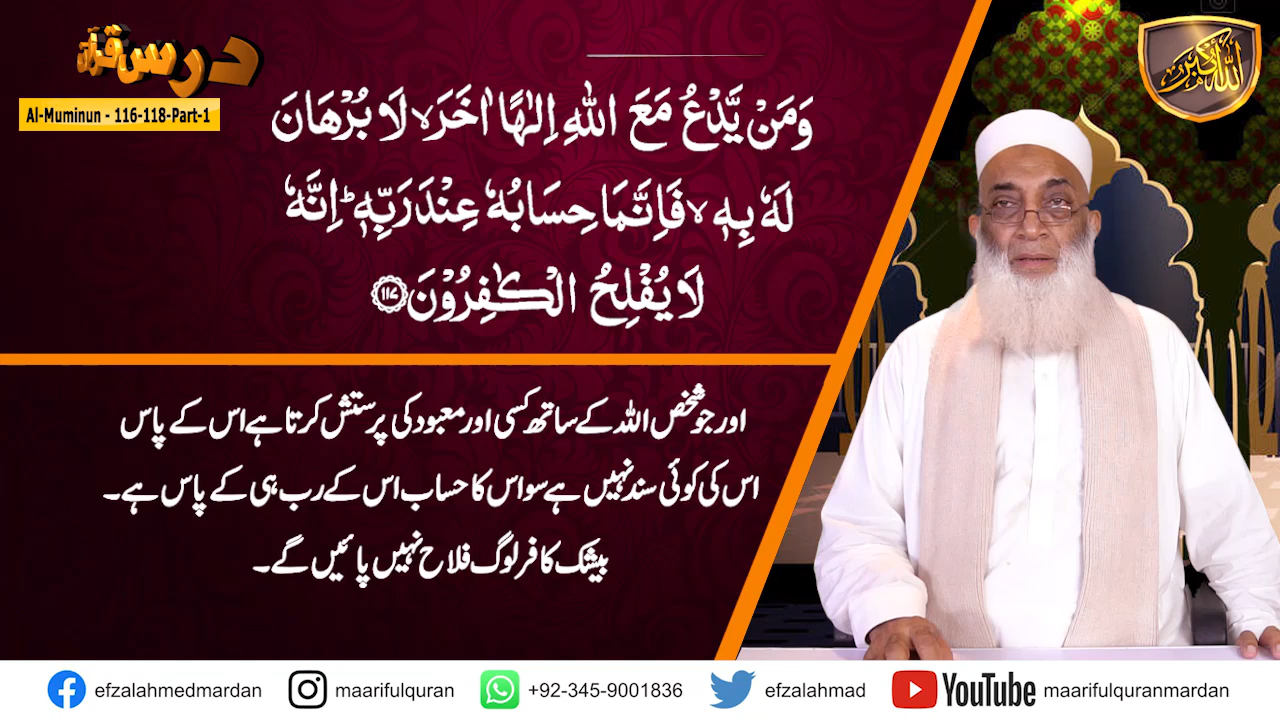 درس قرآن
Al-Muminun - 116-118-Part-1
اللہ اکبر
وَمَنْ يَّدْعُ مَعَ اللّٰهِ اِلٰهًا اٰخَرَ ۙ لَا بُرْهَانَ
لَهٗ بِهٖ ۙ فَاِنَّمَا حِسَابُهٗ عِنْدَ رَبِّهٖ ؕ اِنَّهٗ
لَا يُفْلِحُ الْكٰفِرُوْنَ ۝۱۱۷
اور جو شخص اللہ کے ساتھ کسی اور معبود کی پرستش کرتا ہے اس کے پاس
اس کی کوئی سند نہیں ہے سو اس کا حساب اس کے رب ہی کے پاس ہے۔
بیشک کافر لوگ فلاح نہیں پائیں گے۔
efzalahmedmardan maarifulquran +92-345-9001836 efzalahmad YouTube maarifulquranmardan